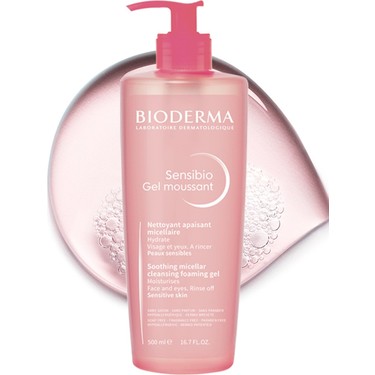 BIODERMA
LABORATOIRE DERMATOLOGIQUE
Sensibio
Gel moussant
Nettoyant apaisant
micellaire
Hydrate
Visage et yeux. A rincer
Peaux sensibles
Soothing micellar
cleansing foaming gel
Moisturises
Face and eyes. Rinse off
Sensitive skin
500 ml e 16.7 FL.OZ.